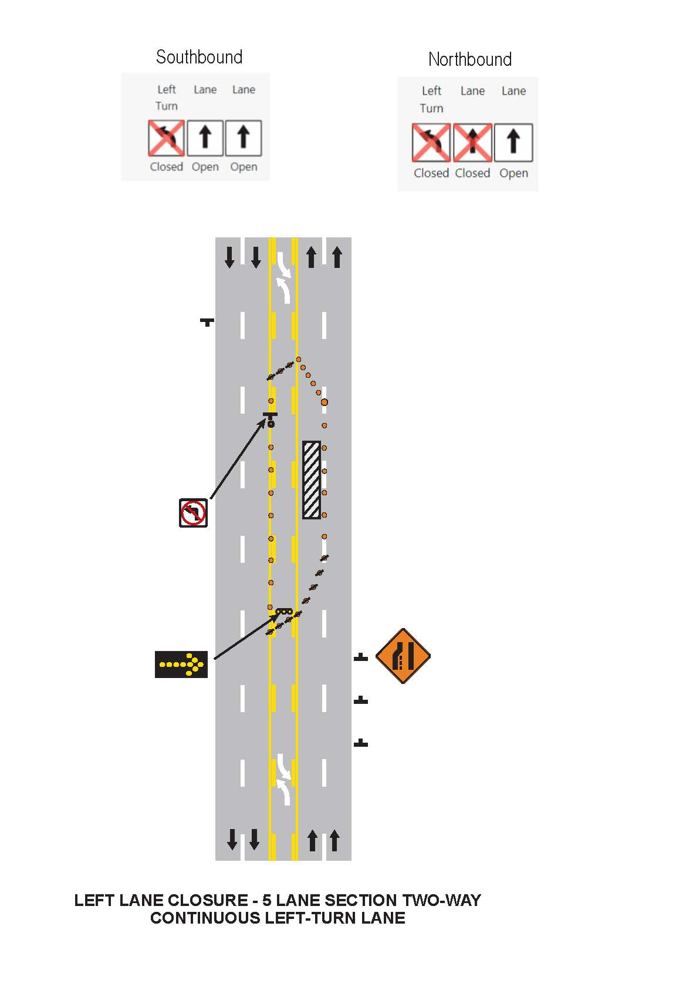 Southbound
Left Lane Lane
Turn
Closed Open Open
Northbound
Left Lane Lane
Turn
Closed Closed Open
LEFT LANE CLOSURE - 5 LANE SECTION TWO-WAY
CONTINUOUS LEFT-TURN LANE